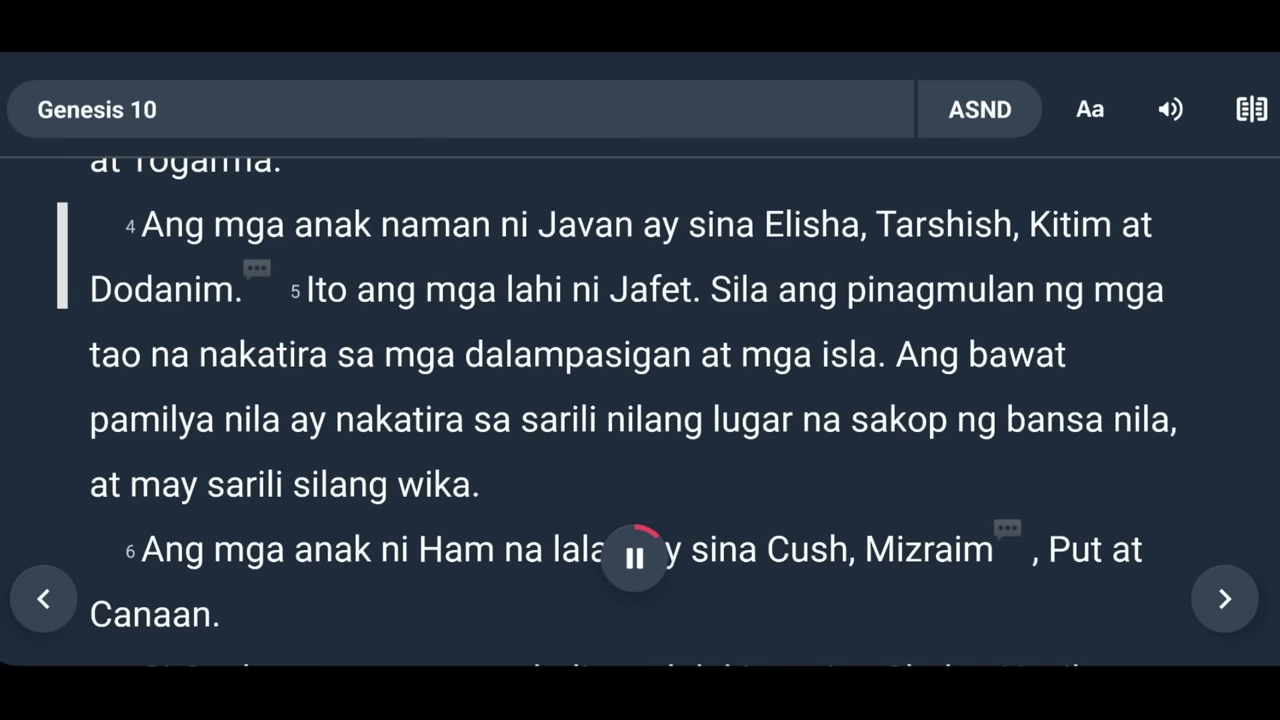 Genesis 10 ASND Aa
at Togarma.
4 Ang mga anak naman ni Javan ay sina Elisha, Tarshish, Kitim at
Dodanim. 5 Ito ang mga lahi ni Jafet. Sila ang pinagmulan ng mga
tao na nakatira sa mga dalampasigan at mga isla. Ang bawat
pamilya nila ay nakatira sa sarili nilang lugar na sakop ng bansa nila,
at may sarili silang wika.
6 Ang mga anak ni Ham na sina Cush, Mizraim , Put at
Canaan.